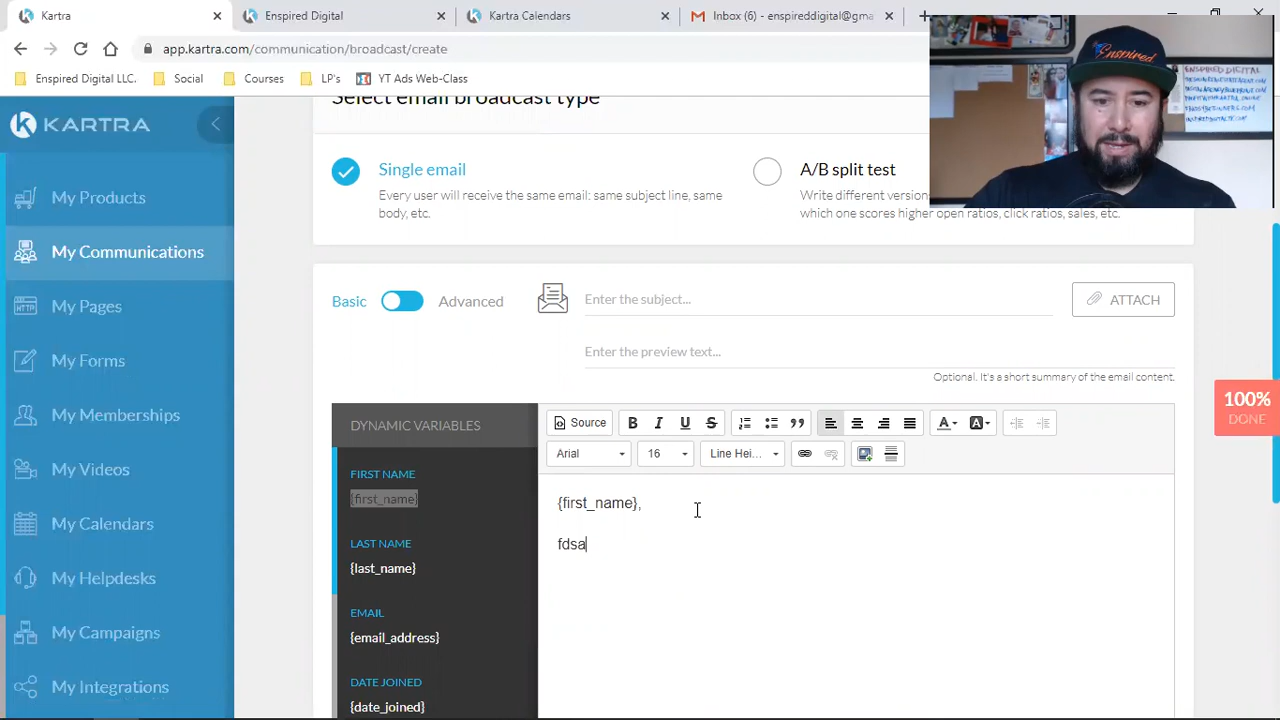 Kartra
Enspired Digital
Kartra Calendars
Inbox (6) - enspireddigital@gma
app.kartra.com/communication/broadcast/create
Enspired Digital LLC.
Social
Courses
LP's
YT Ads Web-Class
Enspired
ENSPIRED DIGITAL
KARTRA
My Products
My Communications
My Pages
My Forms
My Memberships
My Videos
My Calendars
My Helpdesks
My Campaigns
My Integrations
Select email broadcast type
Single email
Every user will receive the same email: same subject line, same
body, etc.
A/B split test
Write different version
which one scores higher open ratios, click ratios, sales, etc.
Basic
Advanced
Enter the subject...
ATTACH
Enter the preview text...
Optional. It's a short summary of the email content.
100%
DONE
DYNAMIC VARIABLES
FIRST NAME
{first_name}
LAST NAME
{last_name}
EMAIL
{email_address}
DATE JOINED
{date_joined}
Source
B I U S
A A
Arial
16
Line Hei...
{first_name},
fdsa